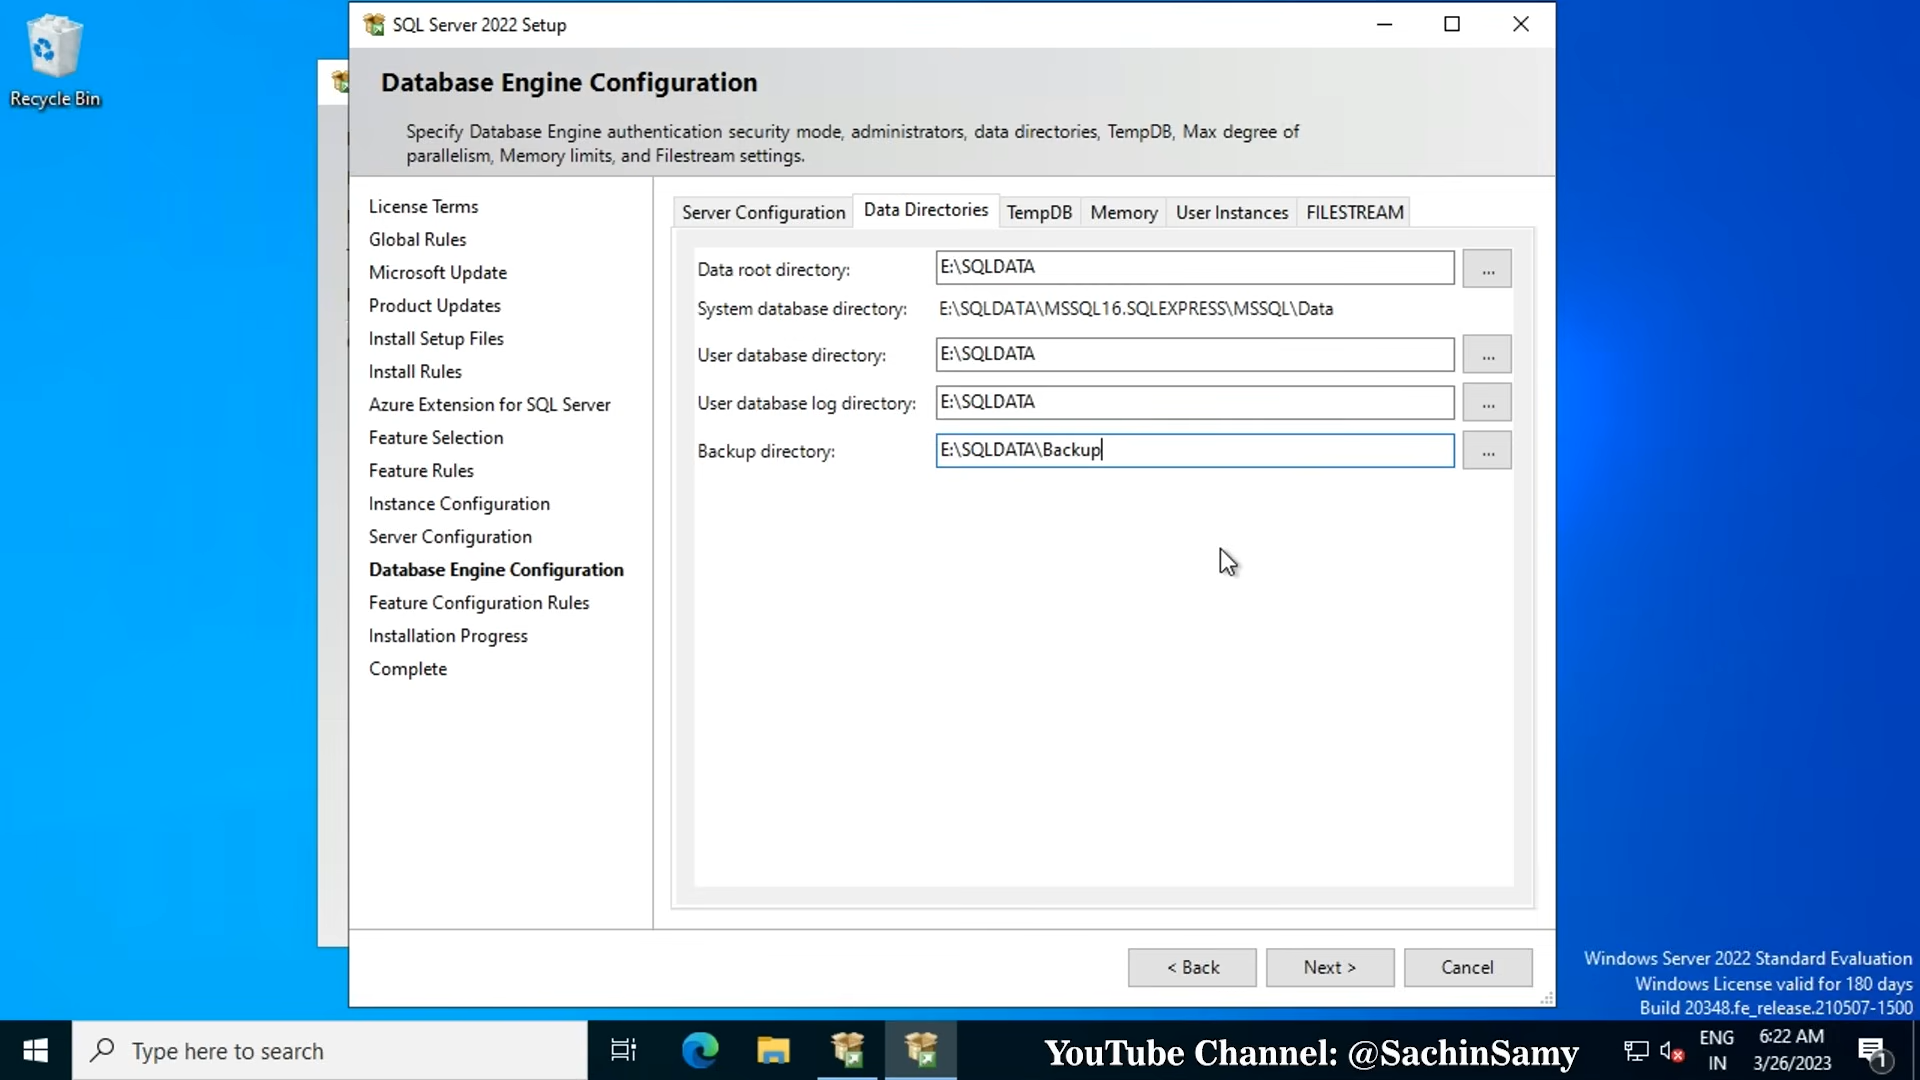 Recycle Bin
SQL Server 2022 Setup
Database Engine Configuration
Specify Database Engine authentication security mode, administrators, data directories, TempDB, Max degree of
parallelism, Memory limits, and Filestream settings.
License Terms
Global Rules
Microsoft Update
Product Updates
Install Setup Files
Install Rules
Azure Extension for SQL Server
Feature Selection
Feature Rules
Instance Configuration
Server Configuration
Database Engine Configuration
Feature Configuration Rules
Installation Progress
Complete
Server Configuration Data Directories TempDB Memory User Instances FILESTREAM
Data root directory: E:\SQLDATA ...
System database directory: E:\SQLDATA\MSSQL16.SQLEXPRESS\MSSQL\Data
User database directory: E:\SQLDATA ...
User database log directory: E:\SQLDATA ...
Backup directory: E:\SQLDATA\Backup ...
< Back Next > Cancel
Windows Server 2022 Standard Evaluation
Windows License valid for 180 days
Build 20348.fe_release.210507-1500
Type here to search
YouTube Channel: @SachinSamy
ENG
IN
6:22 AM
3/26/2023
1